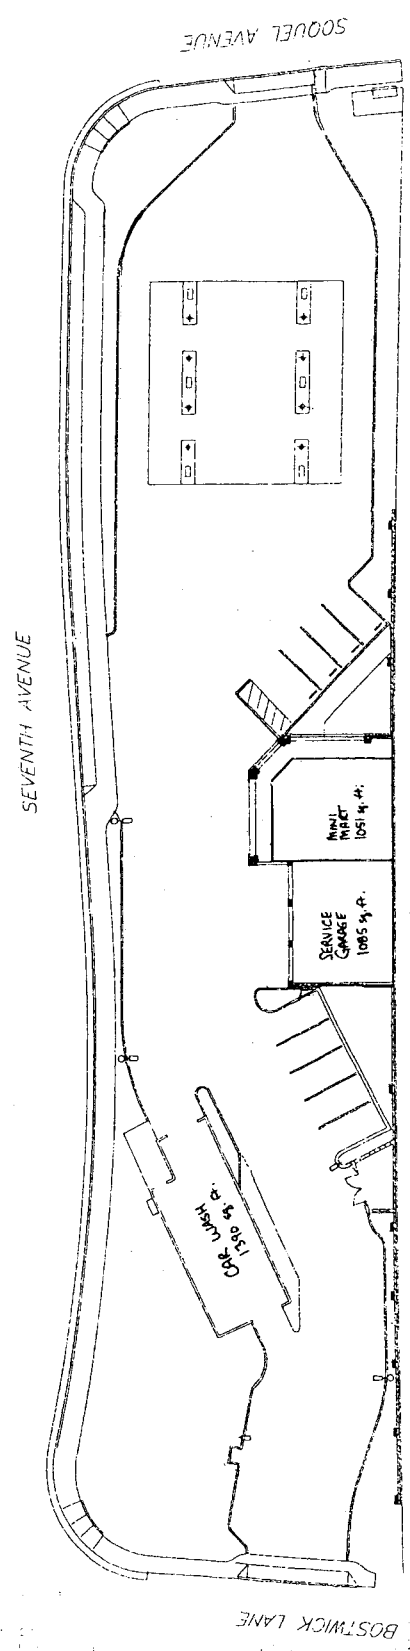 SOQUEL AVENUE
SEVENTH AVENUE
MINI
MART
1051 sq. ft.
SERVICE
GARAGE
1085 sq. ft.
CAR WASH
1390 sq. ft.
BOSTWICK LANE